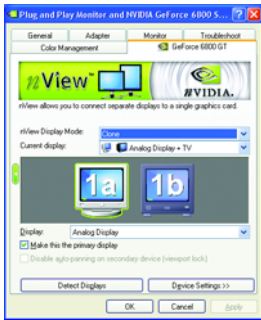 Plug and Play Monitor and NVIDIA GeForce 6800 S...
General
Adapter
Monitor
Troubleshoot
Color Management
GeForce 6800 GT
nView
NVIDIA.
nView allows you to connect separate displays to a single graphics card.
nView Display Mode:
Clone
Current display:
Analog Display + TV
1a
1b
Display:
Analog Display
Make this the primary display
Disable auto-panning on secondary device (viewport lock)
Detect Displays
Device Settings >>
OK
Cancel
Apply